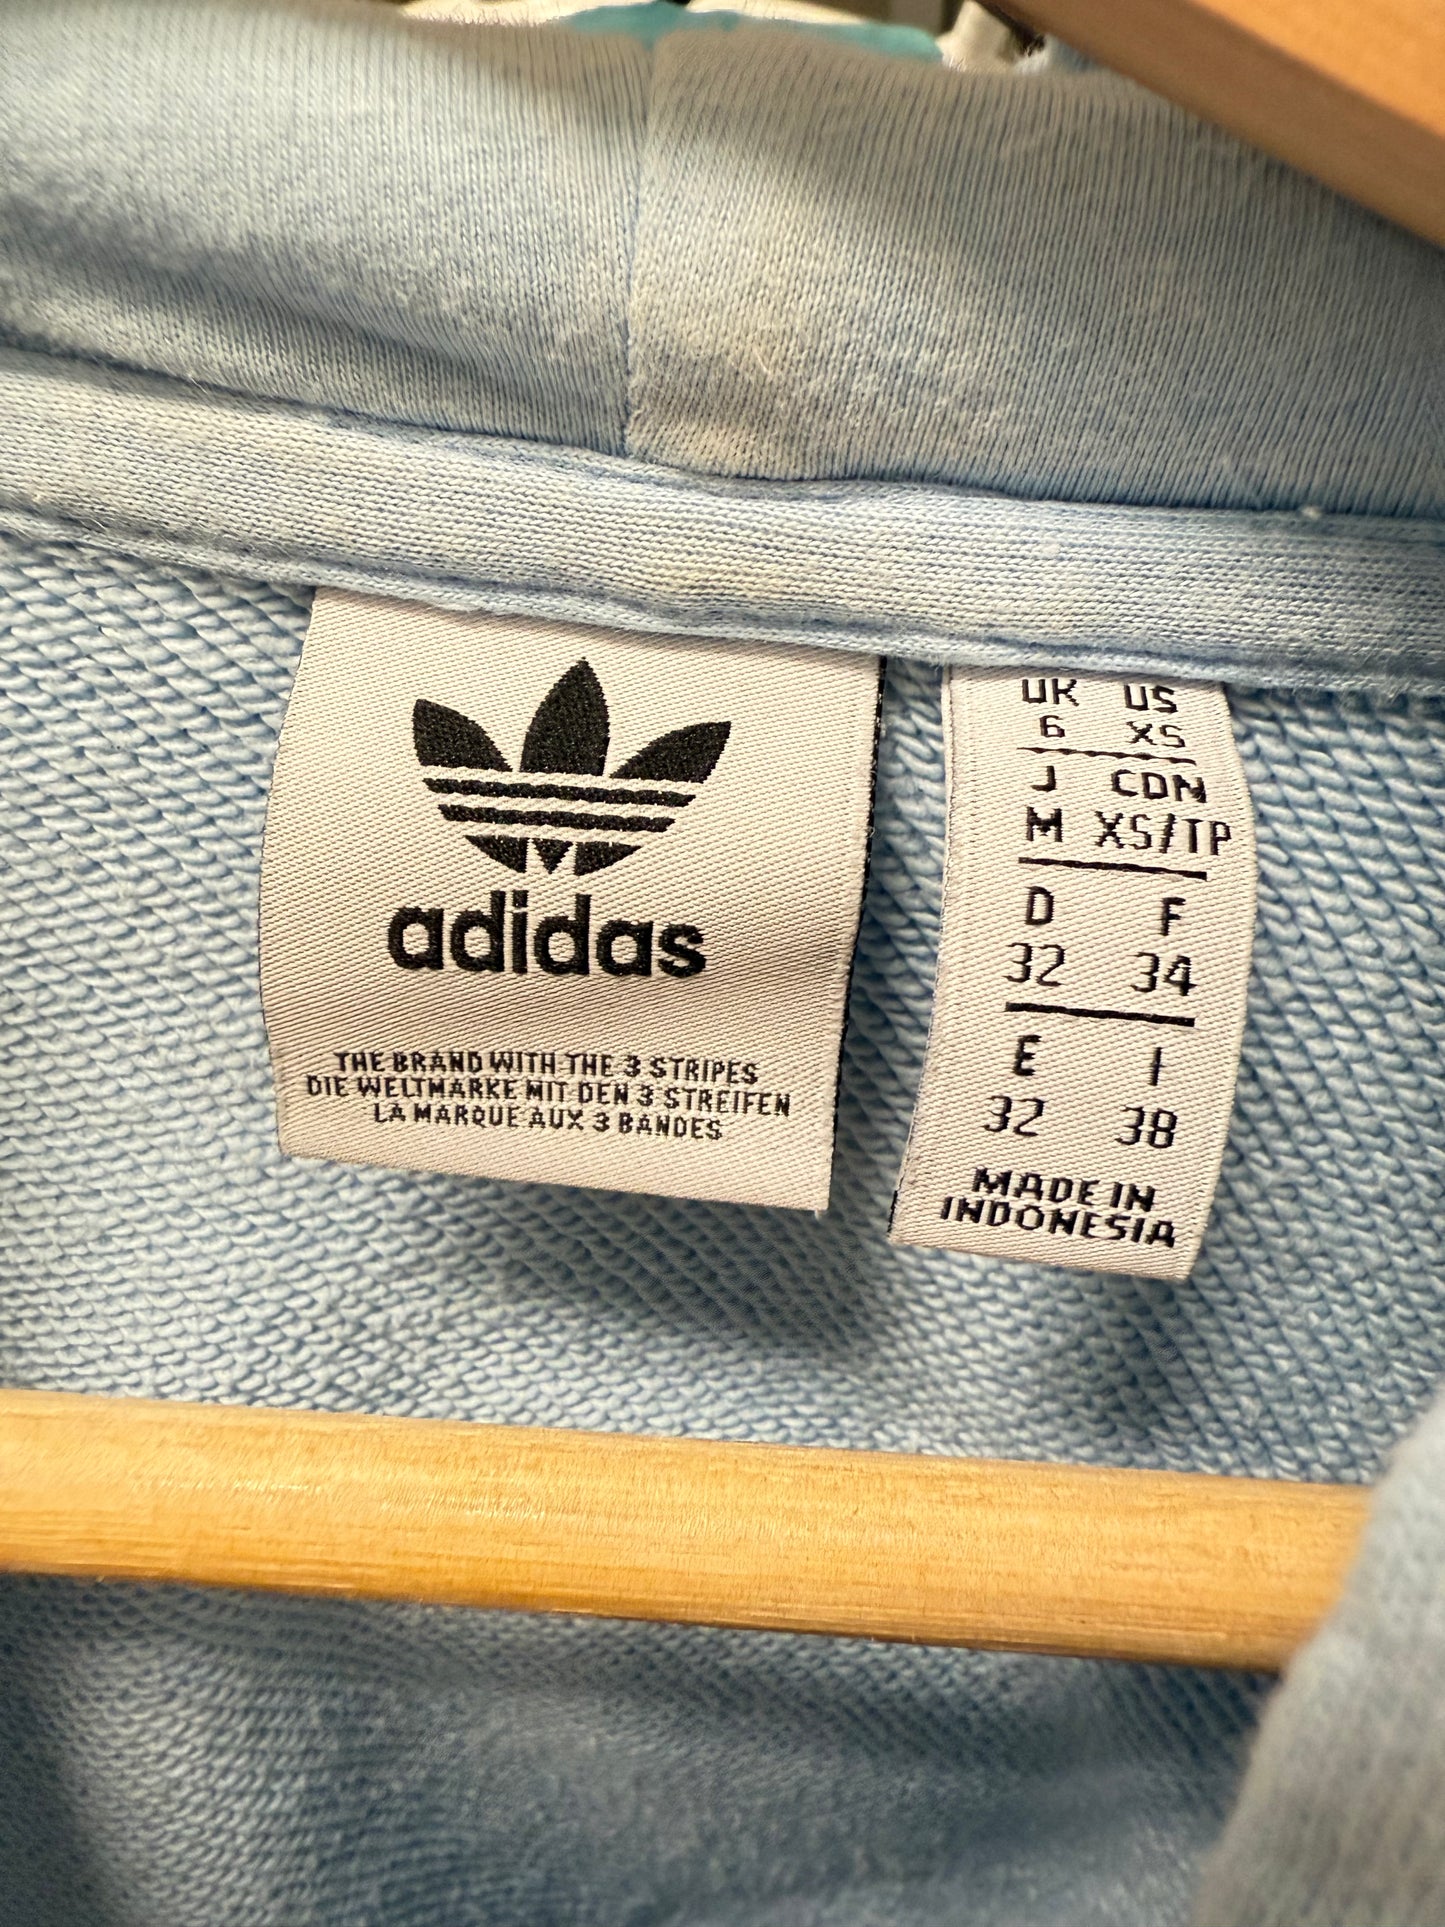 adidas
THE BRAND WITH THE 3 STRIPES
DIE WELTMARKE MIT DEN 3 STREIFEN
LA MARQUE AUX 3 BANDES
UK US
6 XS
J CDN
M XS/TP
D F
32 34
E I
32 38
MADE IN
INDONESIA